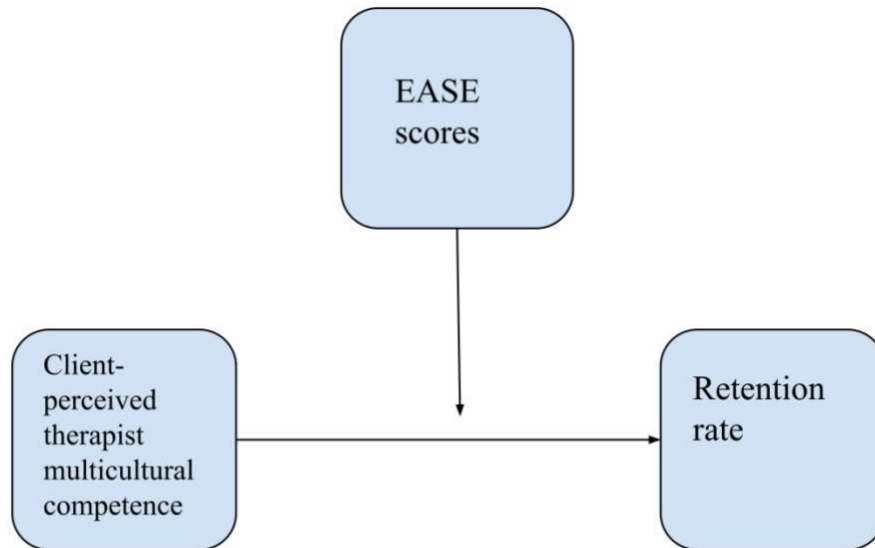 EASE
scores
Client-
perceived
therapist
multicultural
competence
Retention
rate